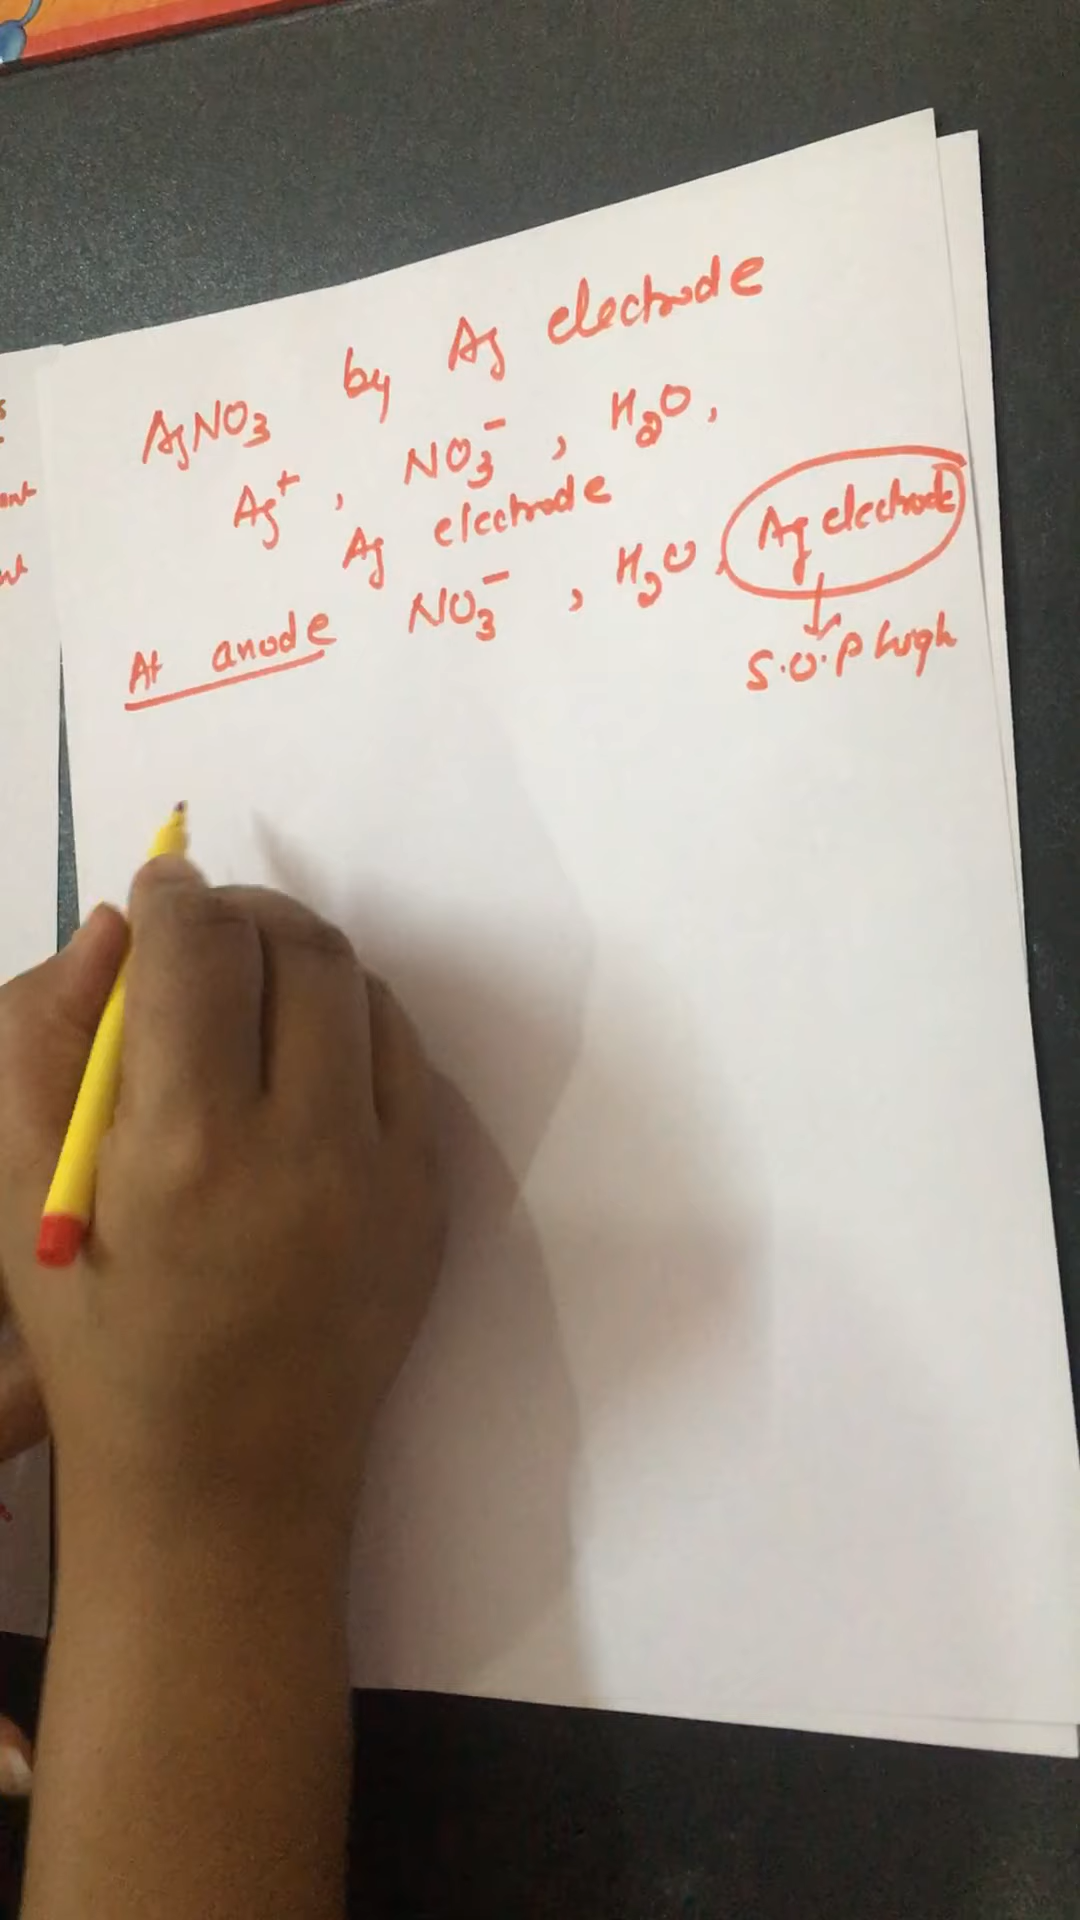 AgNO3 by Ag electrode
Ag+, NO3-, H2O,
Ag electrode
At anode NO3-, H2O, Ag electrode
S.O.P high